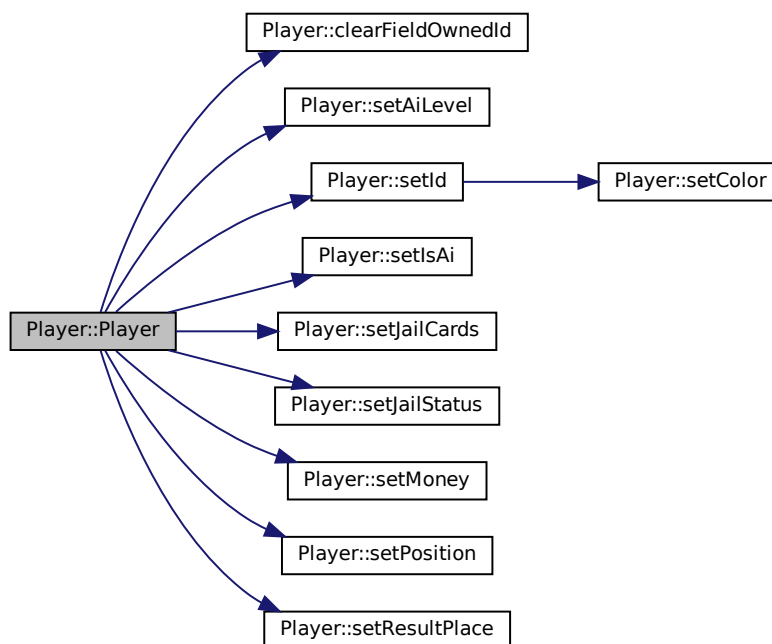 Player::clearFieldOwnedId
Player::setAiLevel
Player::setId
Player::setColor
Player::setIsAi
Player::Player
Player::setJailCards
Player::setJailStatus
Player::setMoney
Player::setPosition
Player::setResultPlace